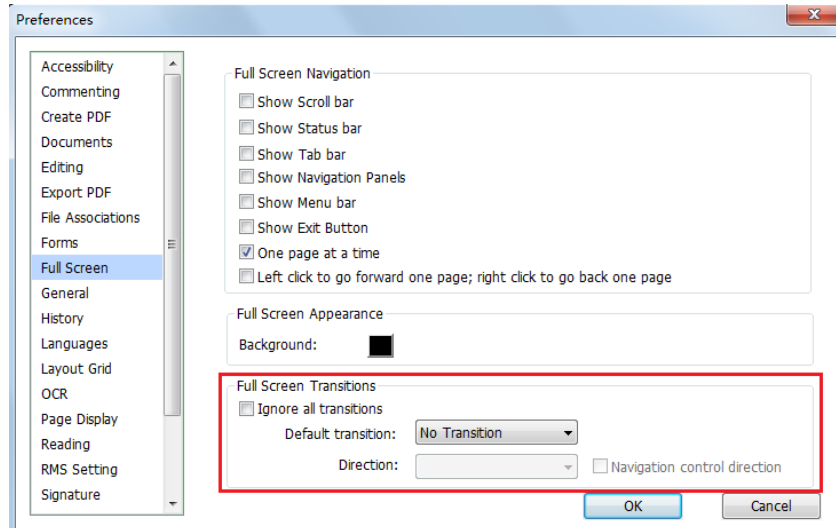 Preferences
Accessibility
Commenting
Create PDF
Documents
Editing
Export PDF
File Associations
Forms
Full Screen
General
History
Languages
Layout Grid
OCR
Page Display
Reading
RMS Setting
Signature
Full Screen Navigation
Show Scroll bar
Show Status bar
Show Tab bar
Show Navigation Panels
Show Menu bar
Show Exit Button
One page at a time
Left click to go forward one page; right click to go back one page
Full Screen Appearance
Background:
Full Screen Transitions
Ignore all transitions
Default transition: No Transition
Direction: Navigation control direction
OK Cancel